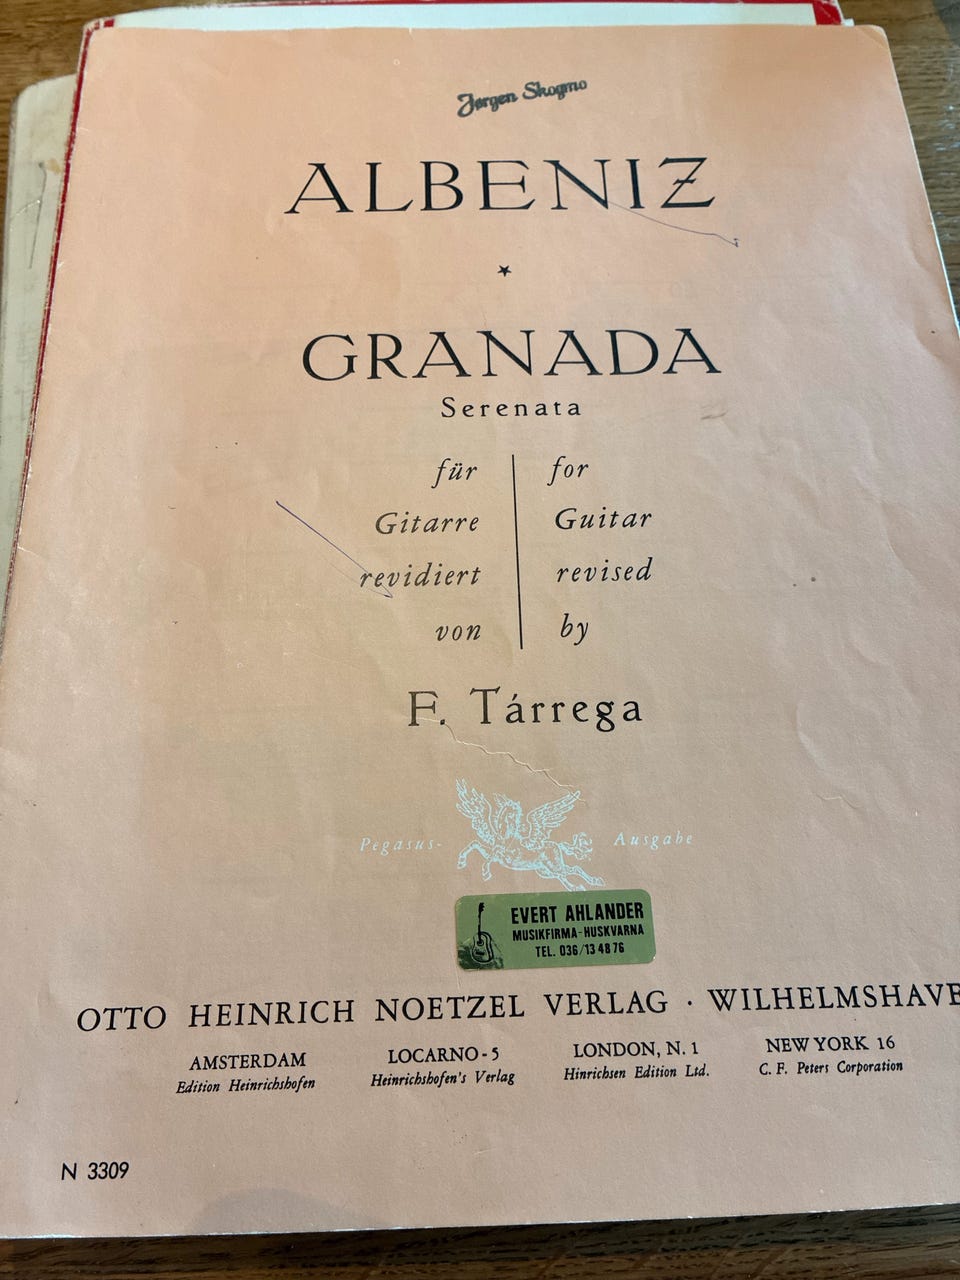 Jørgen Skogmo
ALBENIZ
GRANADA
Serenata
für | for
Gitarre | Guitar
revidiert | revised
von | by
F. Tárrega
Pegasus- Ausgabe
EVERT AHLANDER
MUSIKFIRMA-HUSKVARNA
TEL. 036/13 48 76
OTTO HEINRICH NOETZEL VERLAG · WILHELMSHAVE
AMSTERDAM LOCARNO-5 LONDON, N. 1 NEW YORK 16
Edition Heinrichshofen Heinrichshofen's Verlag Hinrichsen Edition Ltd. C. F. Peters Corporation
N 3309